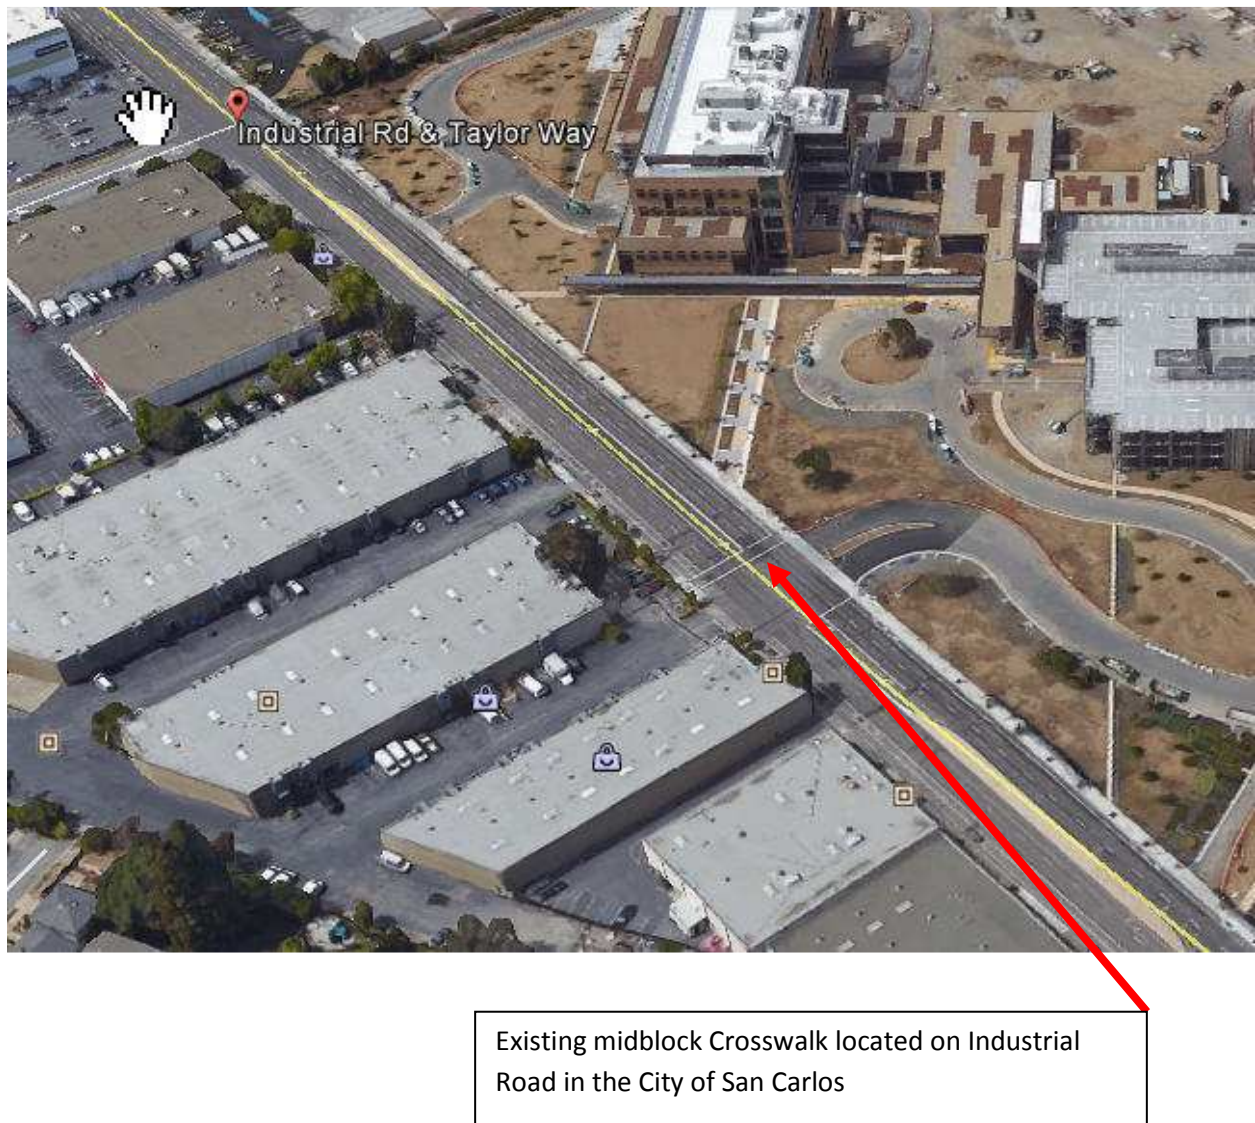 Industrial Rd & Taylor Way
Existing midblock Crosswalk located on Industrial
Road in the City of San Carlos